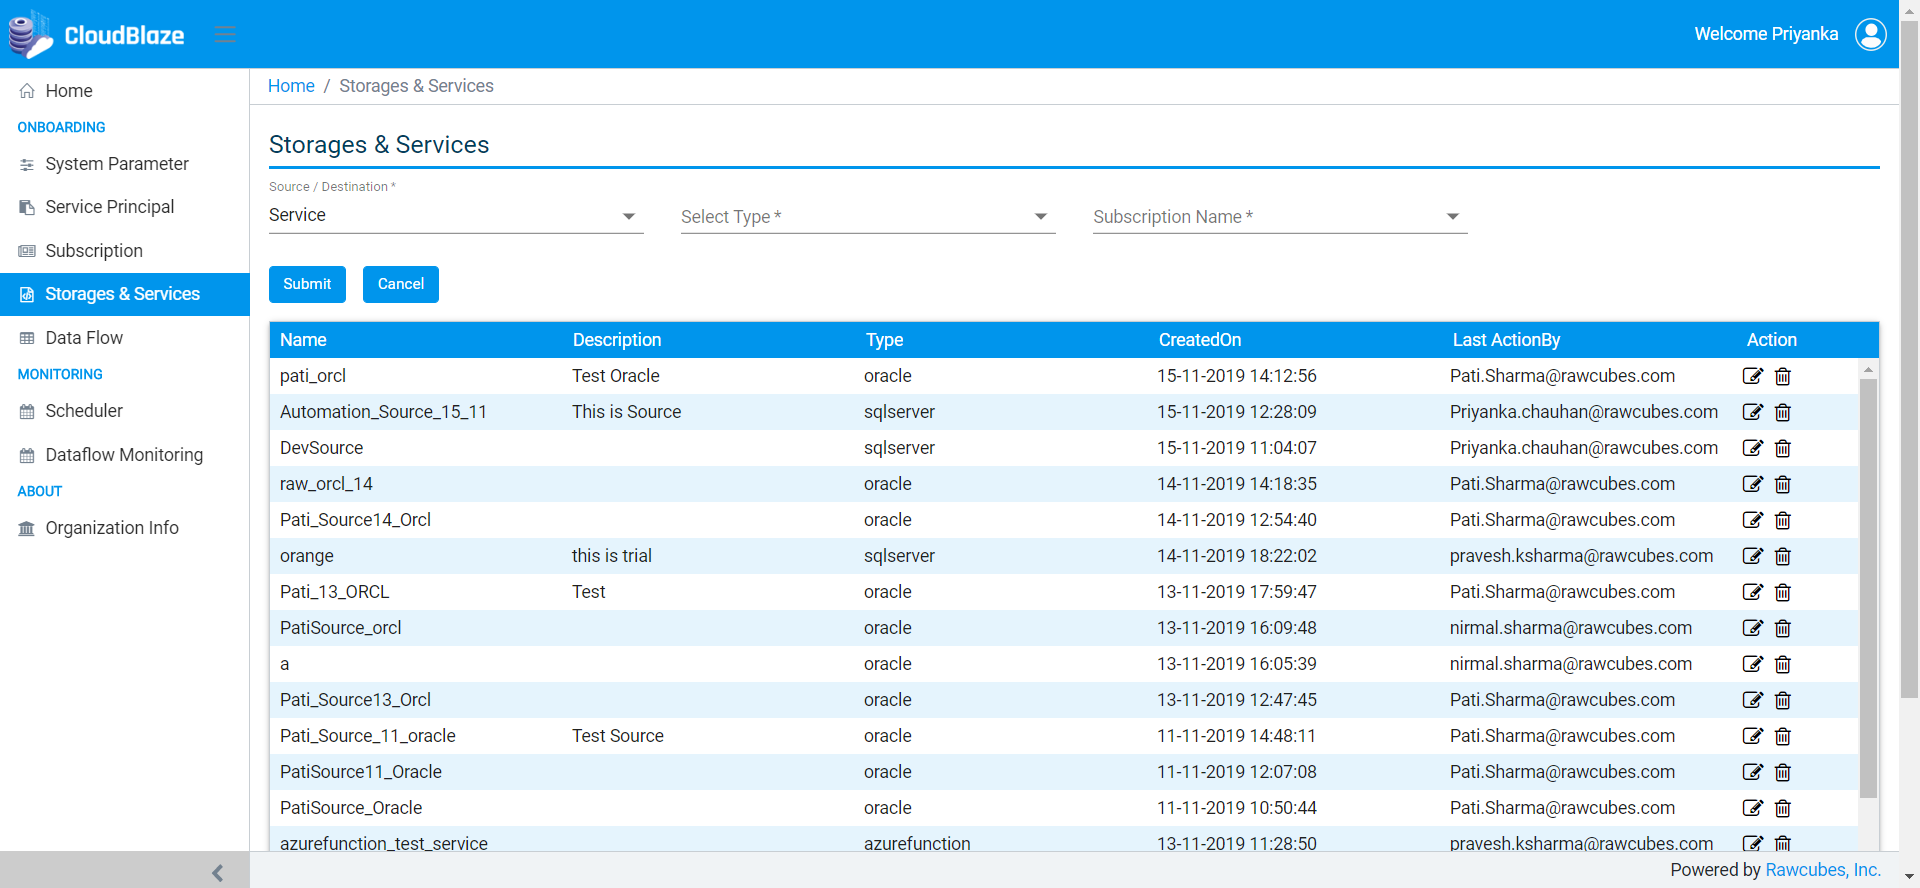 CloudBlaze
Welcome Priyanka
Home
ONBOARDING
System Parameter
Service Principal
Subscription
Storages & Services
Data Flow
MONITORING
Scheduler
Dataflow Monitoring
ABOUT
Organization Info
Home / Storages & Services
Storages & Services
Source / Destination *
Service Select Type * Subscription Name *
Submit Cancel
Name Description Type CreatedOn Last ActionBy Action
pati_orcl Test Oracle oracle 15-11-2019 14:12:56 Pati.Sharma@rawcubes.com
Automation_Source_15_11 This is Source sqlserver 15-11-2019 12:28:09 Priyanka.chauhan@rawcubes.com
DevSource sqlserver 15-11-2019 11:04:07 Priyanka.chauhan@rawcubes.com
raw_orcl_14 oracle 14-11-2019 14:18:35 Pati.Sharma@rawcubes.com
Pati_Source14_Orcl oracle 14-11-2019 12:54:40 Pati.Sharma@rawcubes.com
orange this is trial sqlserver 14-11-2019 18:22:02 pravesh.ksharma@rawcubes.com
Pati_13_ORCL Test oracle 13-11-2019 17:59:47 Pati.Sharma@rawcubes.com
PatiSource_orcl oracle 13-11-2019 16:09:48 nirmal.sharma@rawcubes.com
a oracle 13-11-2019 16:05:39 nirmal.sharma@rawcubes.com
Pati_Source13_Orcl oracle 13-11-2019 12:47:45 Pati.Sharma@rawcubes.com
Pati_Source_11_oracle Test Source oracle 11-11-2019 14:48:11 Pati.Sharma@rawcubes.com
PatiSource11_Oracle oracle 11-11-2019 12:07:08 Pati.Sharma@rawcubes.com
PatiSource_Oracle oracle 11-11-2019 10:50:44 Pati.Sharma@rawcubes.com
azurefunction_test_service azurefunction 13-11-2019 11:28:50 pravesh.ksharma@rawcubes.com
Powered by Rawcubes, Inc.